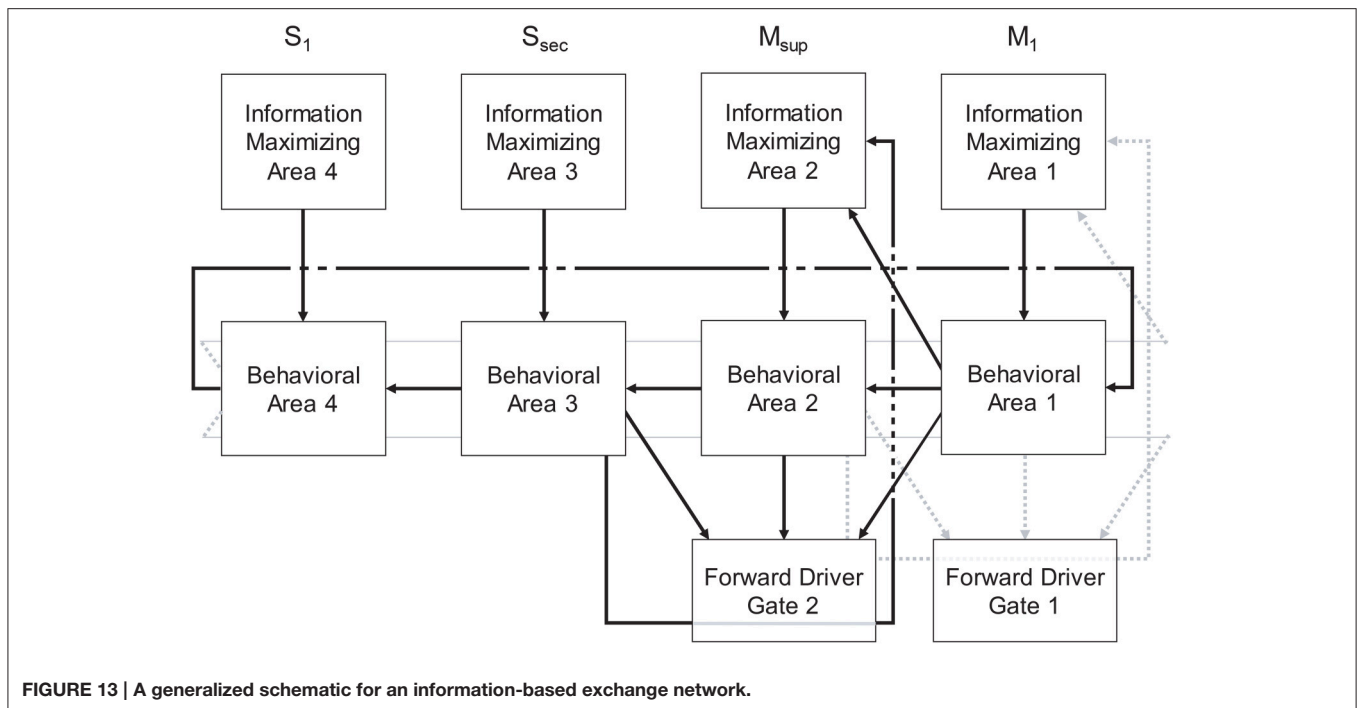 S1 Ssec Msup M1
Information
Maximizing
Area 4
Information
Maximizing
Area 3
Information
Maximizing
Area 2
Information
Maximizing
Area 1
Behavioral
Area 4
Behavioral
Area 3
Behavioral
Area 2
Behavioral
Area 1
Forward Driver
Gate 2
Forward Driver
Gate 1
FIGURE 13 | A generalized schematic for an information-based exchange network.